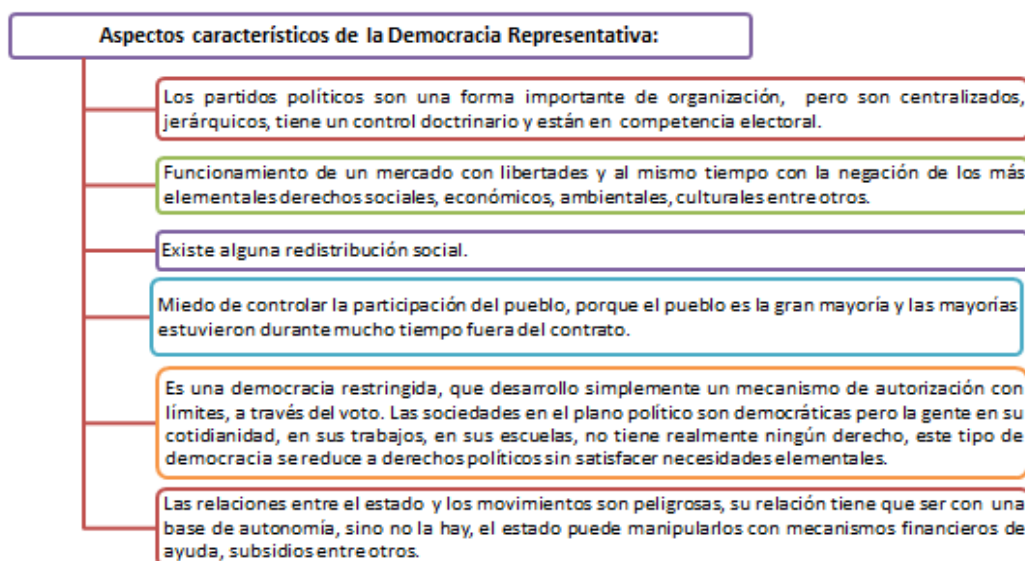 Aspectos característicos de la Democracia Representativa:
Los partidos políticos son una forma importante de organización, pero son centralizados,
jerárquicos, tiene un control doctrinario y están en competencia electoral.
Funcionamiento de un mercado con libertades y al mismo tiempo con la negación de los más
elementales derechos sociales, económicos, ambientales, culturales entre otros.
Existe alguna redistribución social.
Miedo de controlar la participación del pueblo, porque el pueblo es la gran mayoría y las mayorías
estuvieron durante mucho tiempo fuera del contrato.
Es una democracia restringida, que desarrollo simplemente un mecanismo de autorización con
límites, a través del voto. Las sociedades en el plano político son democráticas pero la gente en su
cotidianidad, en sus trabajos, en sus escuelas, no tiene realmente ningún derecho, este tipo de
democracia se reduce a derechos políticos sin satisfacer necesidades elementales.
Las relaciones entre el estado y los movimientos son peligrosas, su relación tiene que ser con una
base de autonomía, sino no la hay, el estado puede manipularlos con mecanismos financieros de
ayuda, subsidios entre otros.